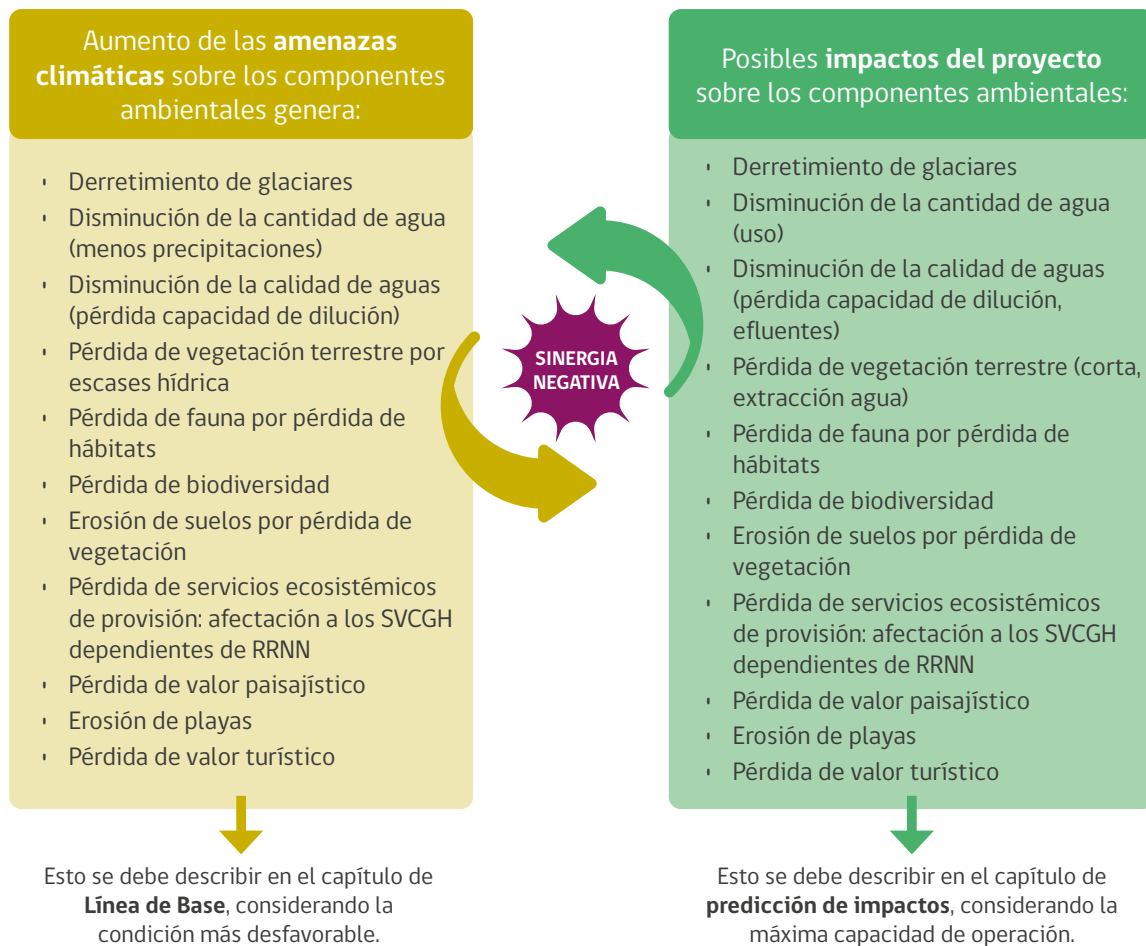 Aumento de las amenazas
climáticas sobre los componentes
ambientales genera:
· Derretimiento de glaciares
· Disminución de la cantidad de agua
(menos precipitaciones)
· Disminución de la calidad de aguas
(pérdida capacidad de dilución)
· Pérdida de vegetación terrestre por
escases hídrica
· Pérdida de fauna por pérdida de
hábitats
· Pérdida de biodiversidad
· Erosión de suelos por pérdida de
vegetación
· Pérdida de servicios ecosistémicos
de provisión: afectación a los SVCGH
dependientes de RRNN
· Pérdida de valor paisajístico
· Erosión de playas
· Pérdida de valor turístico
Esto se debe describir en el capítulo de
Línea de Base, considerando la
condición más desfavorable.
SINERGIA
NEGATIVA
Posibles impactos del proyecto
sobre los componentes ambientales:
· Derretimiento de glaciares
· Disminución de la cantidad de agua
(uso)
· Disminución de la calidad de aguas
(pérdida capacidad de dilución,
efluentes)
· Pérdida de vegetación terrestre (corta,
extracción agua)
· Pérdida de fauna por pérdida de
hábitats
· Pérdida de biodiversidad
· Erosión de suelos por pérdida de
vegetación
· Pérdida de servicios ecosistémicos
de provisión: afectación a los SVCGH
dependientes de RRNN
· Pérdida de valor paisajístico
· Erosión de playas
· Pérdida de valor turístico
Esto se debe describir en el capítulo de
predicción de impactos, considerando la
máxima capacidad de operación.